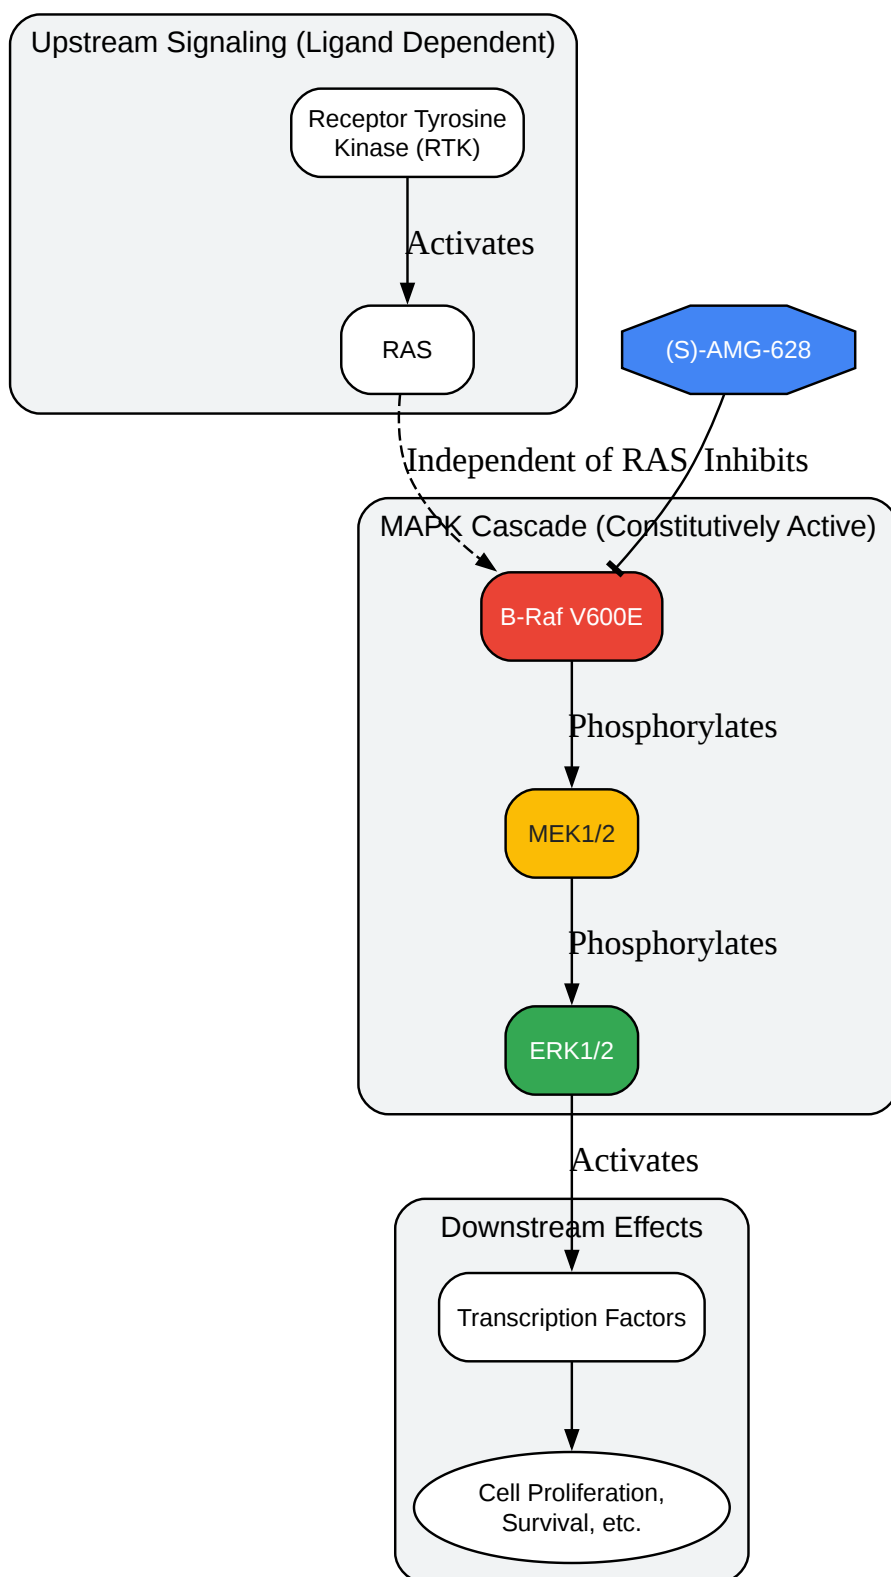 Upstream Signaling (Ligand Dependent)
Receptor Tyrosine
Kinase (RTK)
Activates
RAS
(S)-AMG-628
Independent of RAS
Inhibits
MAPK Cascade (Constitutively Active)
B-Raf V600E
Phosphorylates
MEK1/2
Phosphorylates
ERK1/2
Activates
Downstream Effects
Transcription Factors
Cell Proliferation,
Survival, etc.